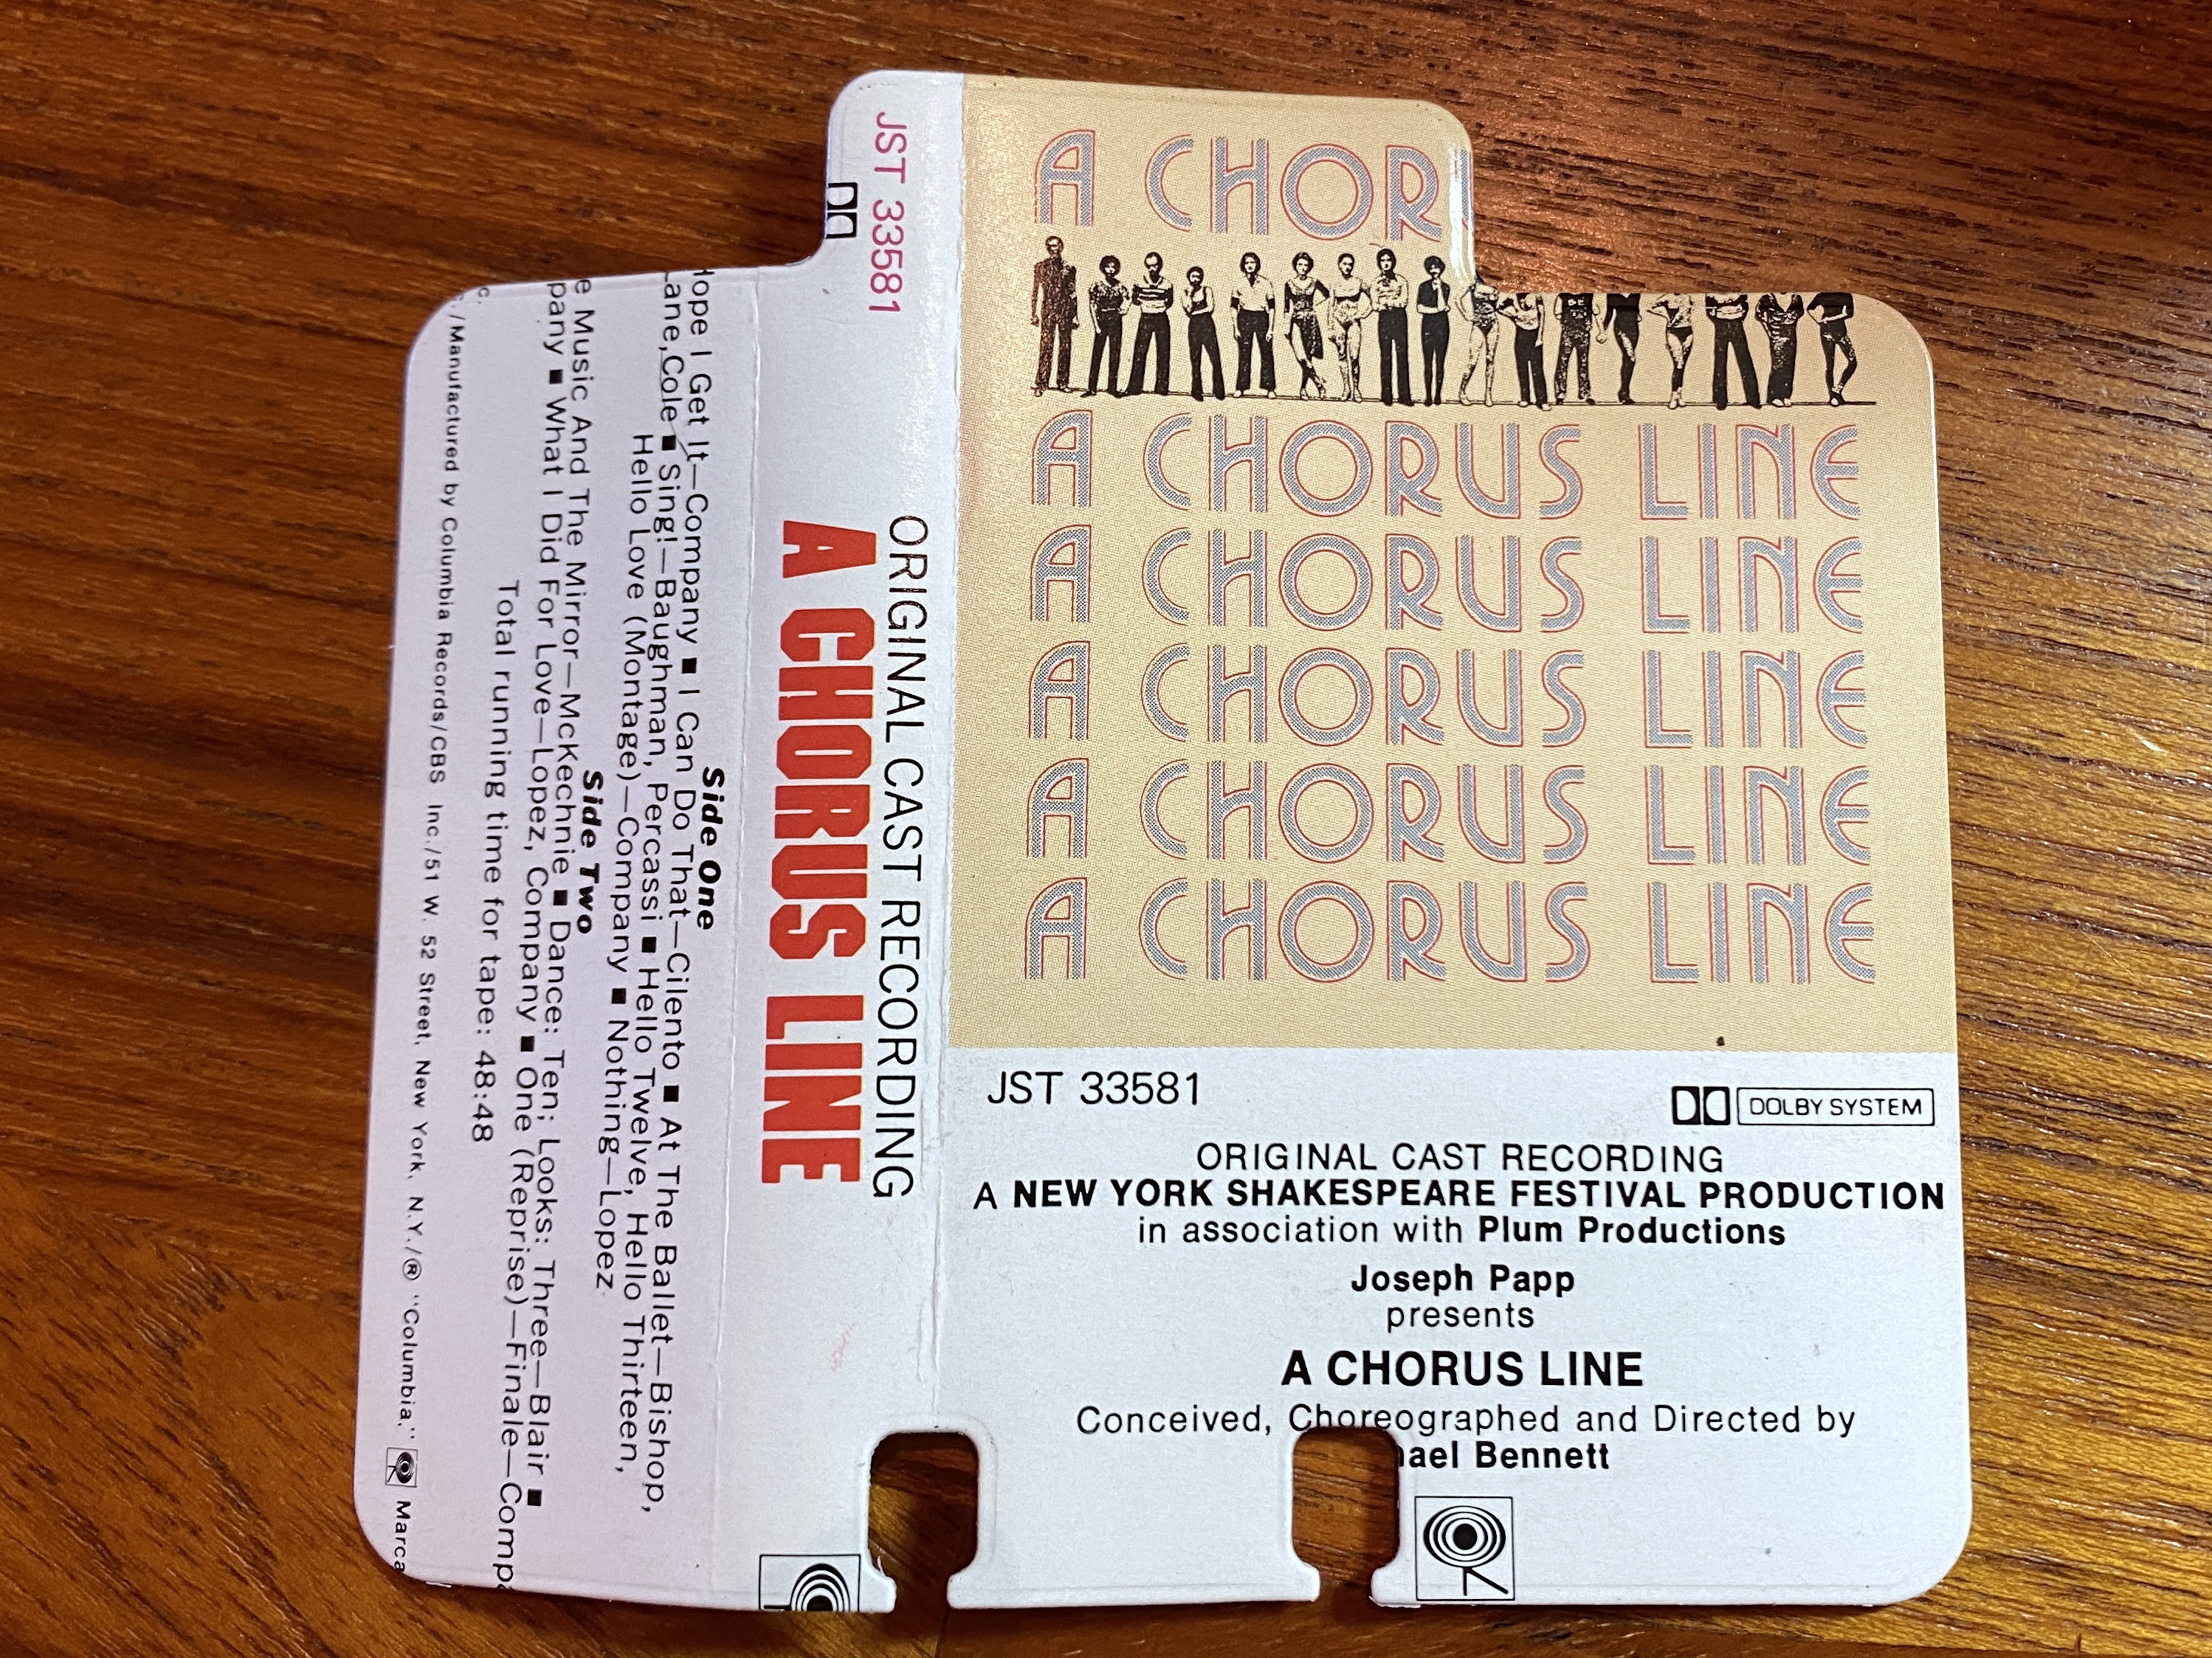 A CHOR
A CHORUS LINE
A CHORUS LINE
A CHORUS LINE
A CHORUS LINE
A CHORUS LINE
JST 33581
DOLBY SYSTEM
ORIGINAL CAST RECORDING
A NEW YORK SHAKESPEARE FESTIVAL PRODUCTION
in association with Plum Productions
Joseph Papp
presents
A CHORUS LINE
Conceived, Choreographed and Directed by
hael Bennett
JST 33581
ORIGINAL CAST RECORDING
A CHORUS LINE
Side One
Hope I Get It—Company ■ I Can Do That—Cilento ■ At The Ballet—Bishop,
Lane, Cole ■ Sing!—Baughman, Percassi ■ Hello Twelve, Hello Thirteen,
Hello Love (Montage)—Company ■ Nothing—Lopez
Side Two
e Music And The Mirror—McKechnie ■ Dance: Ten; Looks: Three—Blair ■
pany ■ What I Did For Love—Lopez, Company ■ One (Reprise)—Finale—Compa
Total running time for tape: 48:48
c.
c./Manufactured by Columbia Records/CBS Inc./51 W. 52 Street, New York, N.Y./® "Columbia," Marca